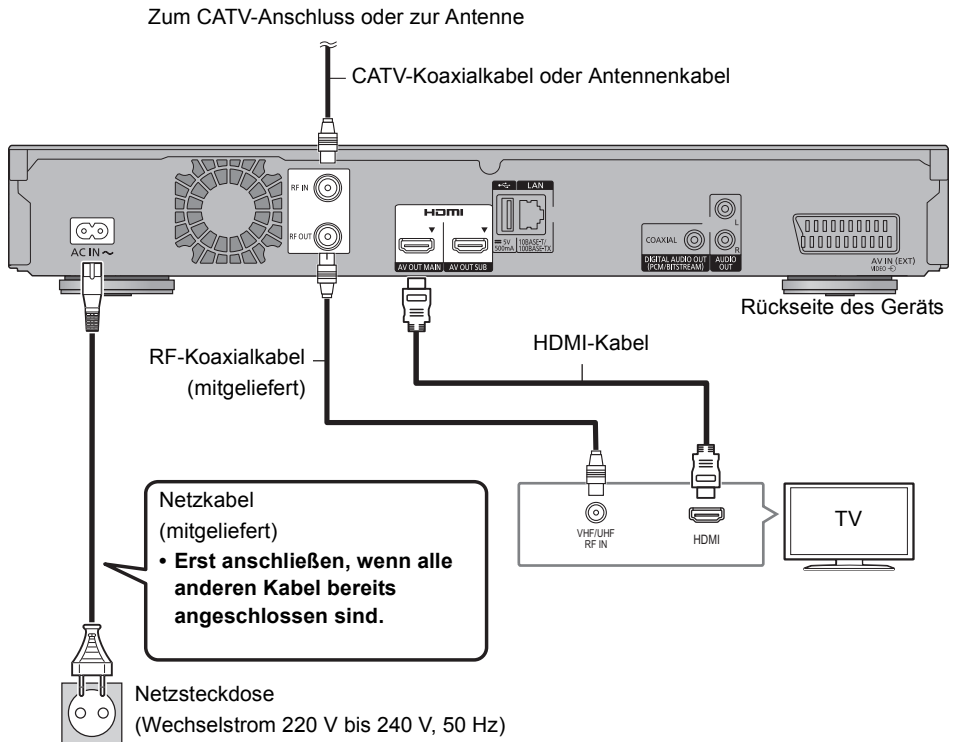 Zum CATV-Anschluss oder zur Antenne
CATV-Koaxialkabel oder Antennenkabel
RF IN
RF OUT
AC IN ~
HDMI
AV OUT MAIN
AV OUT SUB
LAN
5V
500mA
10BASE-T/
100BASE-TX
COAXIAL
DIGITAL AUDIO OUT
(PCM/BITSTREAM)
L
R
AUDIO
OUT
AV IN (EXT)
VIDEO
Rückseite des Geräts
RF-Koaxialkabel
(mitgeliefert)
HDMI-Kabel
Netzkabel
(mitgeliefert)
• Erst anschließen, wenn alle
anderen Kabel bereits
angeschlossen sind.
VHF/UHF
RF IN
HDMI
TV
Netzsteckdose
(Wechselstrom 220 V bis 240 V, 50 Hz)